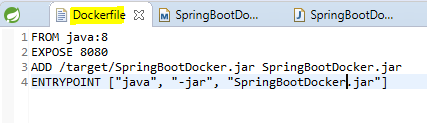 Dockerfile SpringBootDo... SpringBootDo...
1 FROM java:8
2 EXPOSE 8080
3 ADD /target/SpringBootDocker.jar SpringBootDocker.jar
4 ENTRYPOINT ["java", "-jar", "SpringBootDocker.jar"]